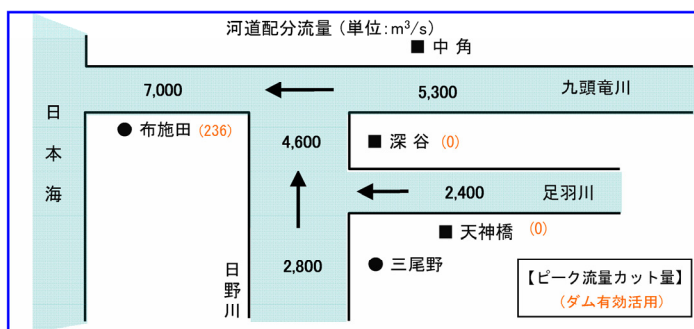 河道配分流量（単位：m³/s）
■ 中 角
7,000
5,300
九頭竜川
日本海
● 布施田 (236)
4,600
■ 深 谷 (0)
2,400
足羽川
■ 天神橋 (0)
日野川
2,800
● 三尾野
【ピーク流量カット量】
（ダム有効活用）